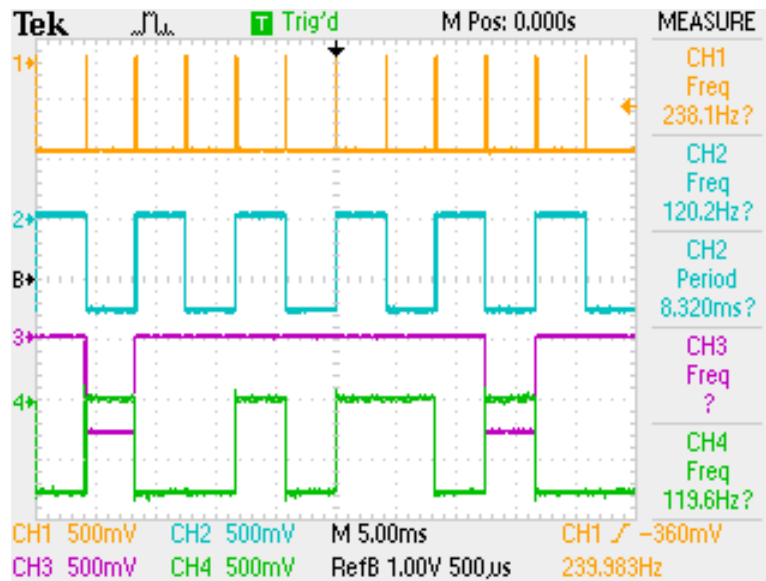 Tek T Trig'd M Pos: 0.000s MEASURE
1
CH1
Freq
238.1Hz?
CH2
Freq
120.2Hz?
2
CH2
Period
8.320ms?
B
3
CH3
Freq
?
4
CH4
Freq
119.6Hz?
CH1 500mV CH2 500mV M 5.00ms CH1 -360mV
CH3 500mV CH4 500mV RefB 1.00V 500µs 239.983Hz